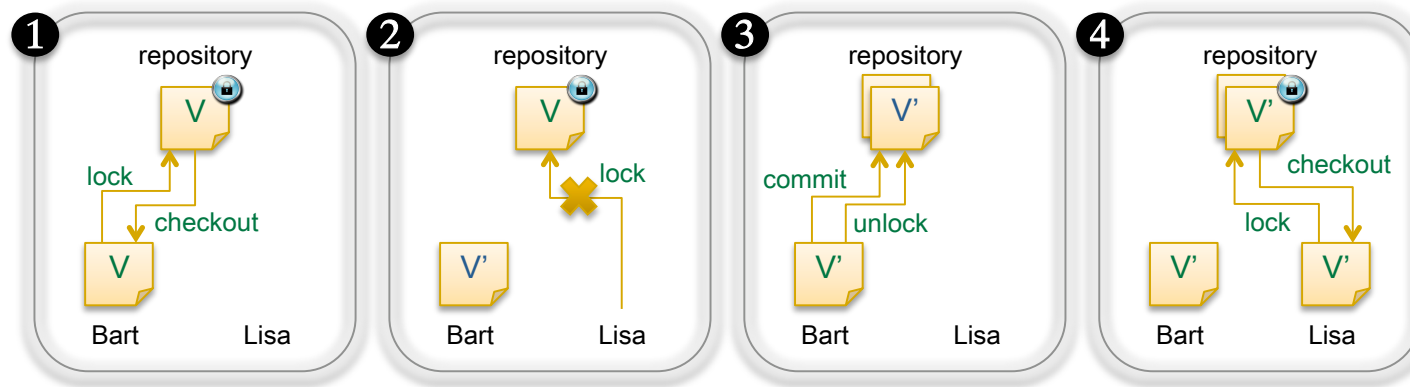 1
repository
V
lock
checkout
V
Bart
Lisa
2
repository
V
lock
V’
Bart
Lisa
3
repository
V’
commit
unlock
V’
Bart
Lisa
4
repository
V’
checkout
lock
V’
V’
Bart
Lisa